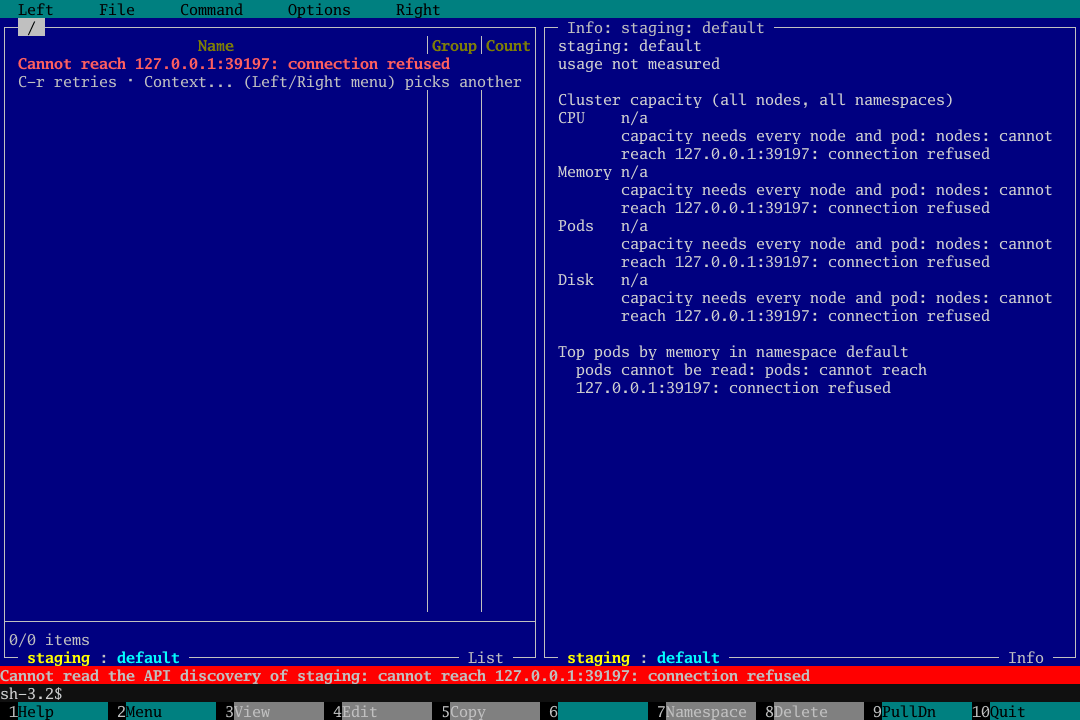 Left File Command Options Right
/
Name Group Count
Cannot reach 127.0.0.1:39197: connection refused
C-r retries · Context... (Left/Right menu) picks another
0/0 items
staging : default List
Info: staging: default
staging: default
usage not measured
Cluster capacity (all nodes, all namespaces)
CPU n/a
capacity needs every node and pod: nodes: cannot
reach 127.0.0.1:39197: connection refused
Memory n/a
capacity needs every node and pod: nodes: cannot
reach 127.0.0.1:39197: connection refused
Pods n/a
capacity needs every node and pod: nodes: cannot
reach 127.0.0.1:39197: connection refused
Disk n/a
capacity needs every node and pod: nodes: cannot
reach 127.0.0.1:39197: connection refused
Top pods by memory in namespace default
pods cannot be read: pods: cannot reach
127.0.0.1:39197: connection refused
staging : default Info
Cannot read the API discovery of staging: cannot reach 127.0.0.1:39197: connection refused
sh-3.2$
1Help 2Menu 3View 4Edit 5Copy 6 7Namespace 8Delete 9PullDn 10Quit